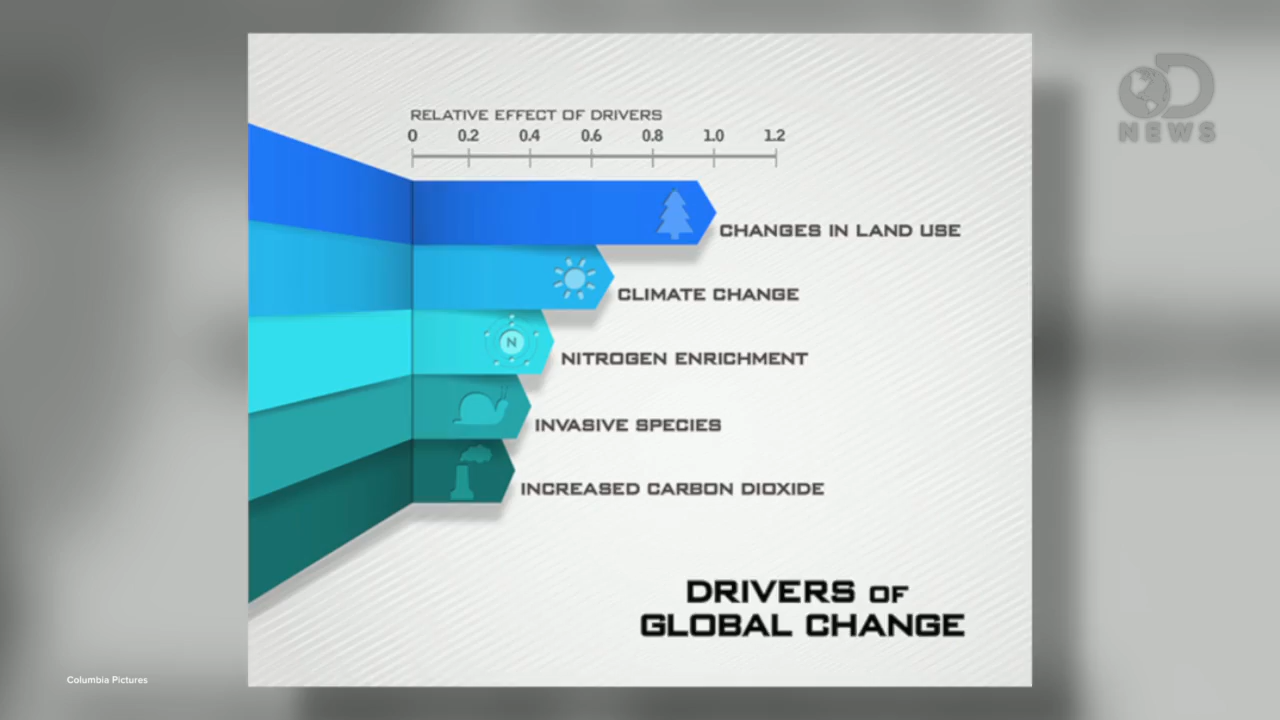 NEWS
RELATIVE EFFECT OF DRIVERS
0 0.2 0.4 0.6 0.8 1.0 1.2
CHANGES IN LAND USE
CLIMATE CHANGE
N
NITROGEN ENRICHMENT
INVASIVE SPECIES
INCREASED CARBON DIOXIDE
DRIVERS OF
GLOBAL CHANGE
Columbia Pictures